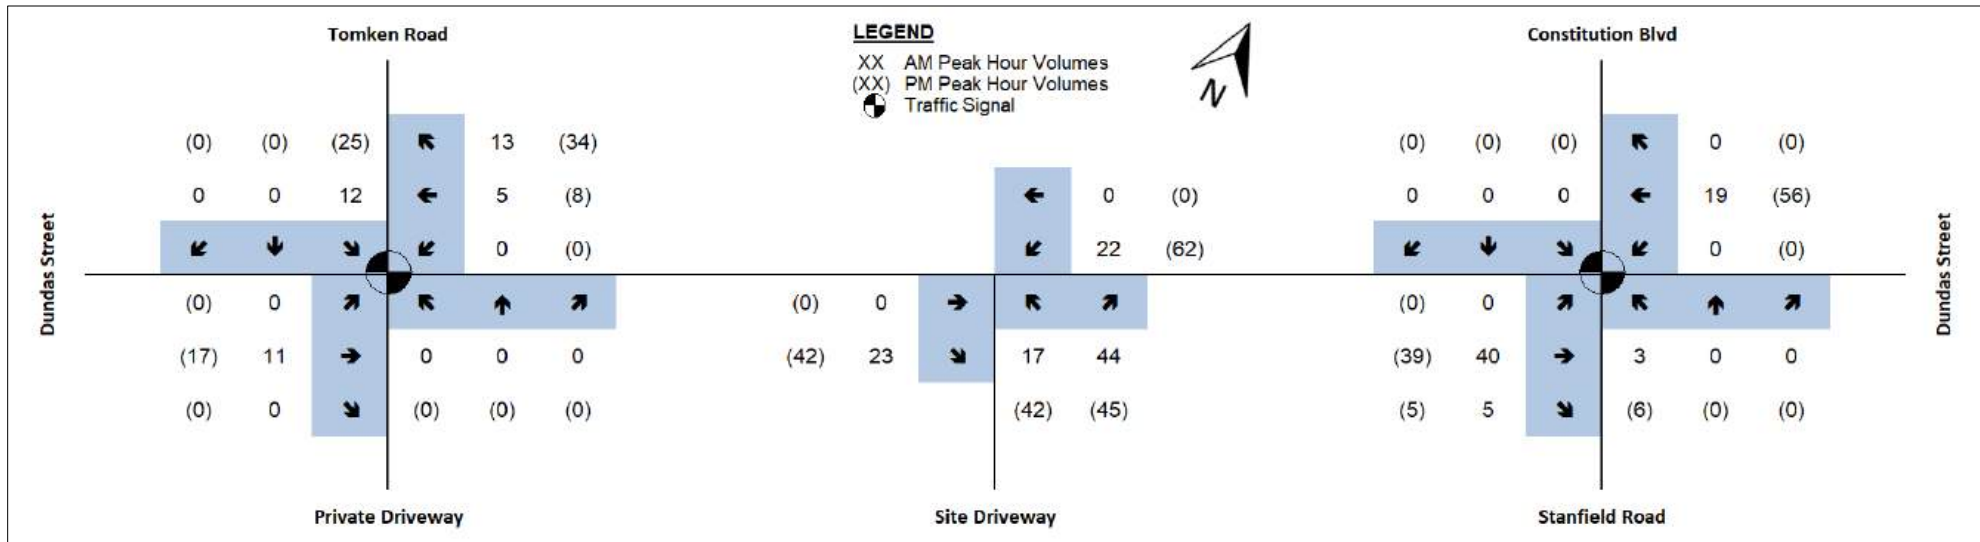 Tomken Road
LEGEND
XX AM Peak Hour Volumes
(XX) PM Peak Hour Volumes
Traffic Signal
N
Constitution Blvd
(0) (0) (25) 13 (34)
(0) (0) (0) 0 (0)
0 0 12 5 (8)
0 (0)
0 0 0 19 (56)
0 (0)
22 (62)
0 (0)
Dundas Street
Dundas Street
(0) 0
(0) 0
(0) 0
(17) 11 0 0 0
(42) 23 17 44
(39) 40 3 0 0
(0) 0 (0) (0) (0)
(42) (45)
(5) 5 (6) (0) (0)
Private Driveway
Site Driveway
Stanfield Road